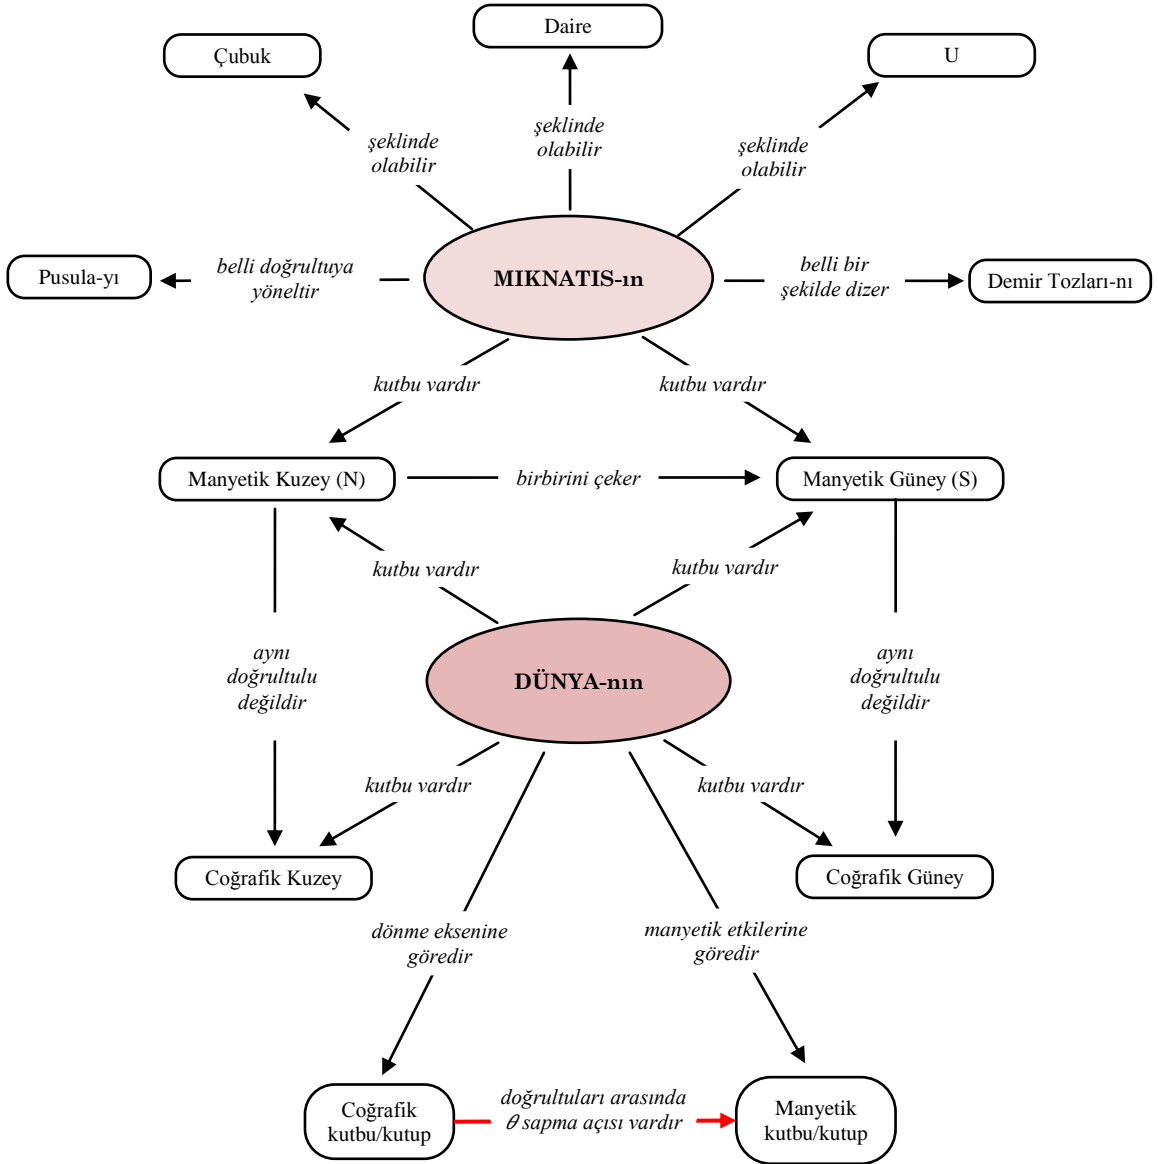 Daire
Çubuk
U
şeklinde
olabilir
şeklinde
olabilir
şeklinde
olabilir
Pusula-yı
belli doğrultuya
yöneltir
MIKNATIS-ın
belli bir
şekilde dizer
Demir Tozları-nı
kutbu vardır
kutbu vardır
Manyetik Kuzey (N)
birbirini çeker
Manyetik Güney (S)
kutbu vardır
kutbu vardır
aynı
doğrultulu
değildir
DÜNYA-nın
aynı
doğrultulu
değildir
kutbu vardır
kutbu vardır
Coğrafik Kuzey
Coğrafik Güney
dönme eksenine
göredir
manyetik etkilerine
göredir
Coğrafik
kutbu/kutup
doğrultuları arasında
θ sapma açısı vardır
Manyetik
kutbu/kutup